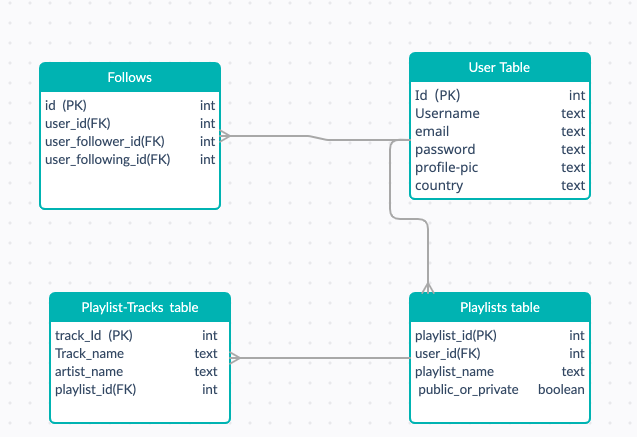 Follows
id (PK) int
user_id(FK) int
user_follower_id(FK) int
user_following_id(FK) int
User Table
Id (PK) int
Username text
email text
password text
profile-pic text
country text
Playlist-Tracks table
track_Id (PK) int
Track_name text
artist_name text
playlist_id(FK) int
Playlists table
playlist_id(PK) int
user_id(FK) int
playlist_name text
public_or_private boolean